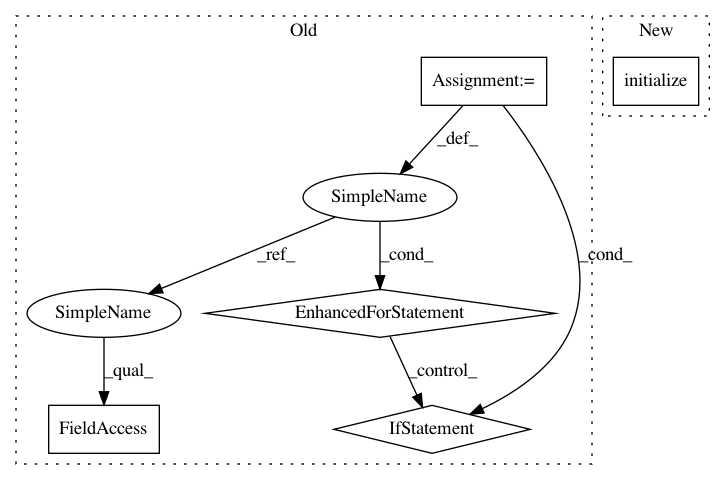 Old
New
Assignment:=
initialize
_def_
SimpleName
_ref_
_cond_
_cond_
SimpleName
EnhancedForStatement
_qual_
_control_
FieldAccess
IfStatement